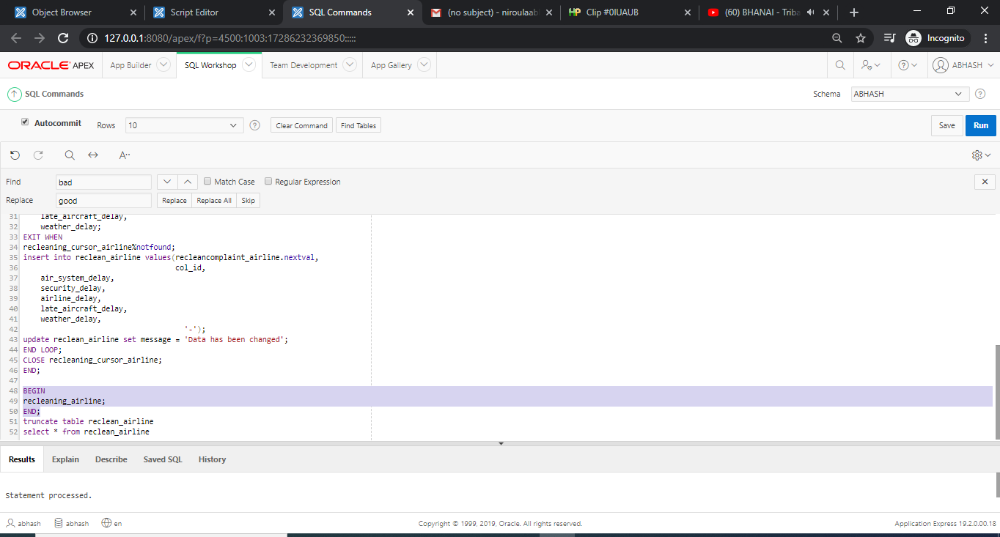 Object Browser
Script Editor
SQL Commands
(no subject) - niroulaab
Clip #0IUAUB
(60) BHANAI - Triba
127.0.0.1:8080/apex/f?p=4500:1003:17286232369850:::::
Incognito
ORACLE APEX
App Builder
SQL Workshop
Team Development
App Gallery
ABHASH
SQL Commands
Schema
ABHASH
Autocommit
Rows
10
Clear Command
Find Tables
Save
Run
Find
bad
Match Case
Regular Expression
Replace
good
Replace
Replace All
Skip
31 late_aircraft_delay,
32 weather_delay;
33 EXIT WHEN
34 recleaning_cursor_airline%notfound;
35 insert into reclean_airline values(recleancomplaint_airline.nextval,
36 col_id,
37 air_system_delay,
38 security_delay,
39 airline_delay,
40 late_aircraft_delay,
41 weather_delay,
42 '-');
43 update reclean_airline set message = 'Data has been changed';
44 END LOOP;
45 CLOSE recleaning_cursor_airline;
46 END;
47
48 BEGIN
49 recleaning_airline;
50 END;
51 truncate table reclean_airline
52 select * from reclean_airline
Results
Explain
Describe
Saved SQL
History
Statement processed.
abhash
abhash
en
Copyright © 1999, 2019, Oracle. All rights reserved.
Application Express 19.2.0.00.18